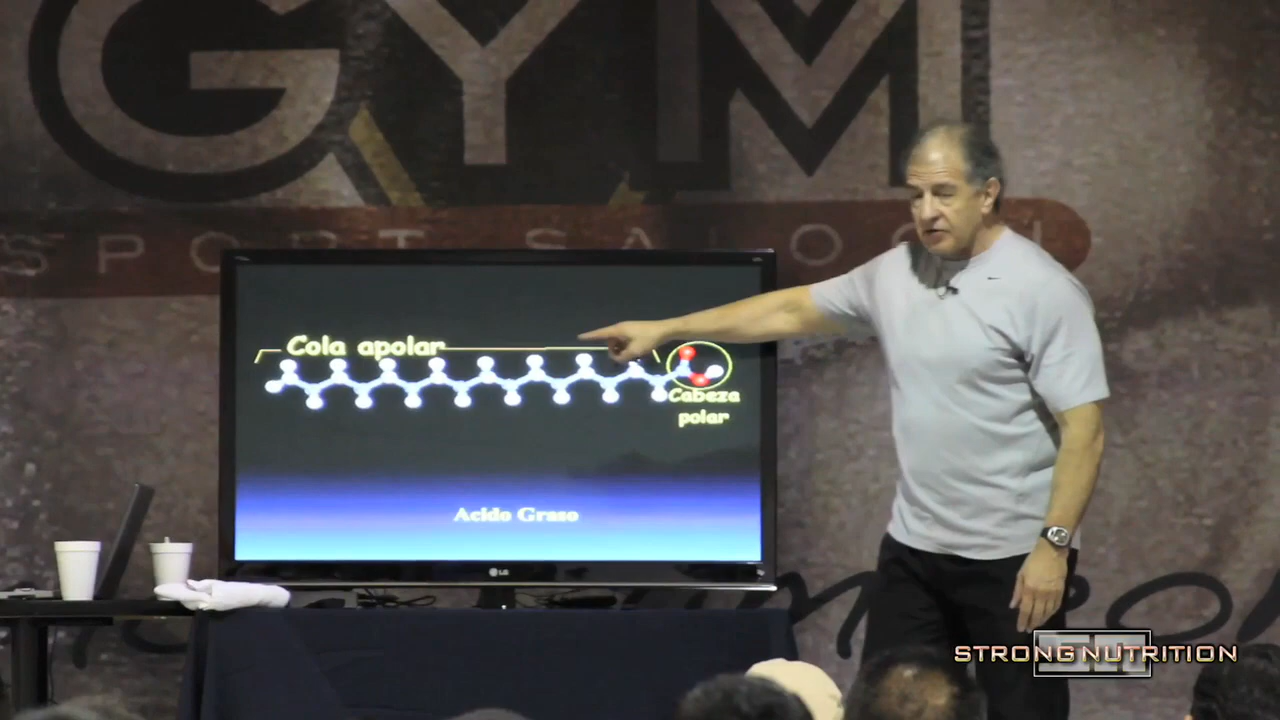 GYM
SPORT SALOON
Cola apolar
Cabeza
polar
Acido Graso
LG
STRONG NUTRITION